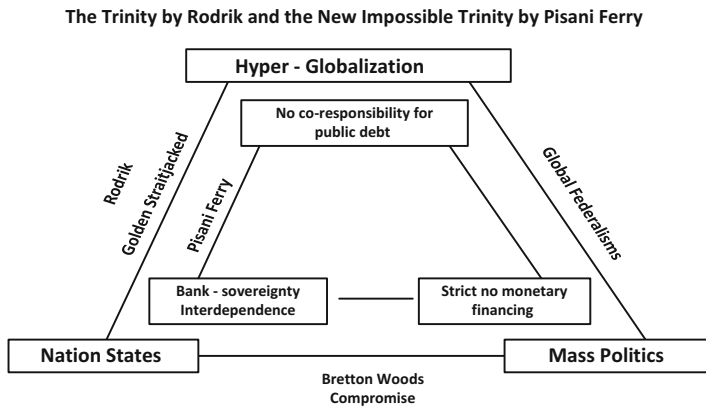 The Trinity by Rodrik and the New Impossible Trinity by Pisani Ferry
Hyper - Globalization
No co-responsibility for
public debt
Rodrik
Golden Straitjacked
Pisani Ferry
Global Federalisms
Bank - sovereignty
Interdependence
Strict no monetary
financing
Nation States
Mass Politics
Bretton Woods
Compromise